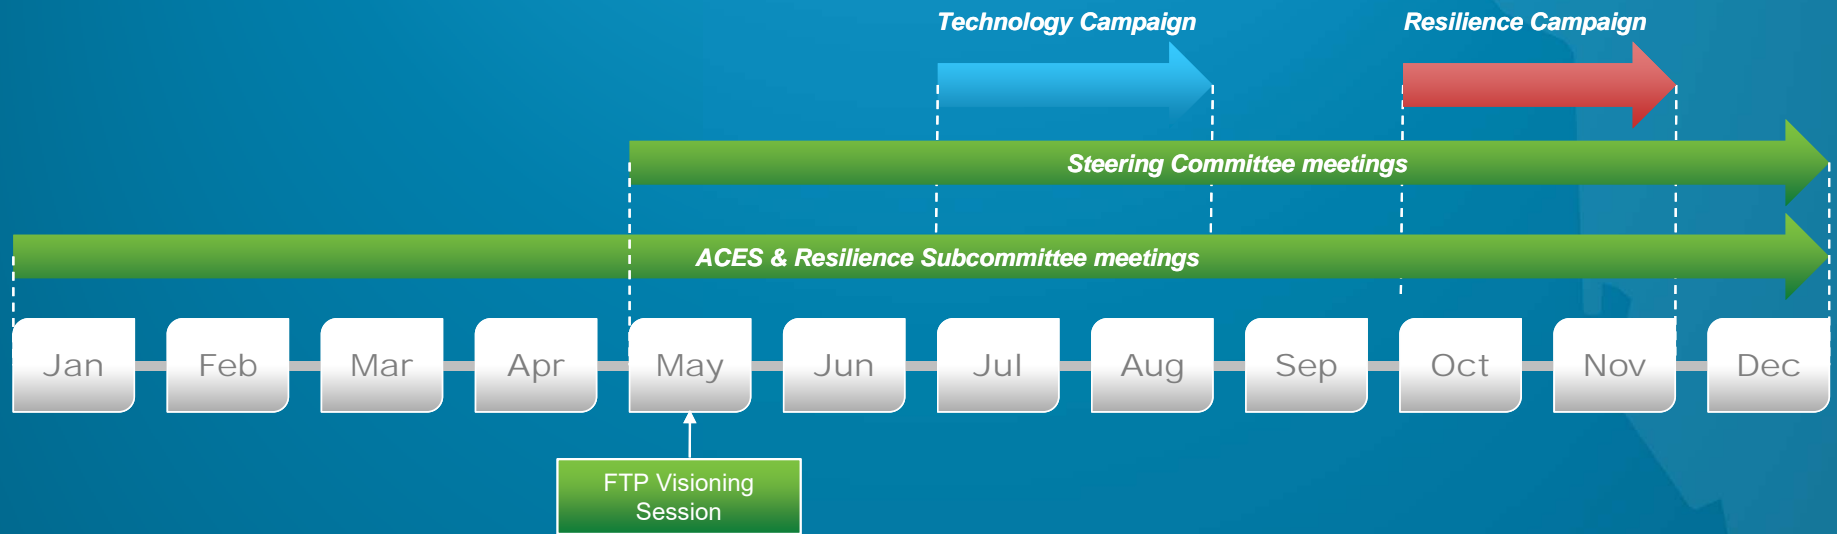 Technology Campaign
Resilience Campaign
Steering Committee meetings
ACES & Resilience Subcommittee meetings
Jan
Feb
Mar
Apr
May
Jun
Jul
Aug
Sep
Oct
Nov
Dec
FTP Visioning
Session